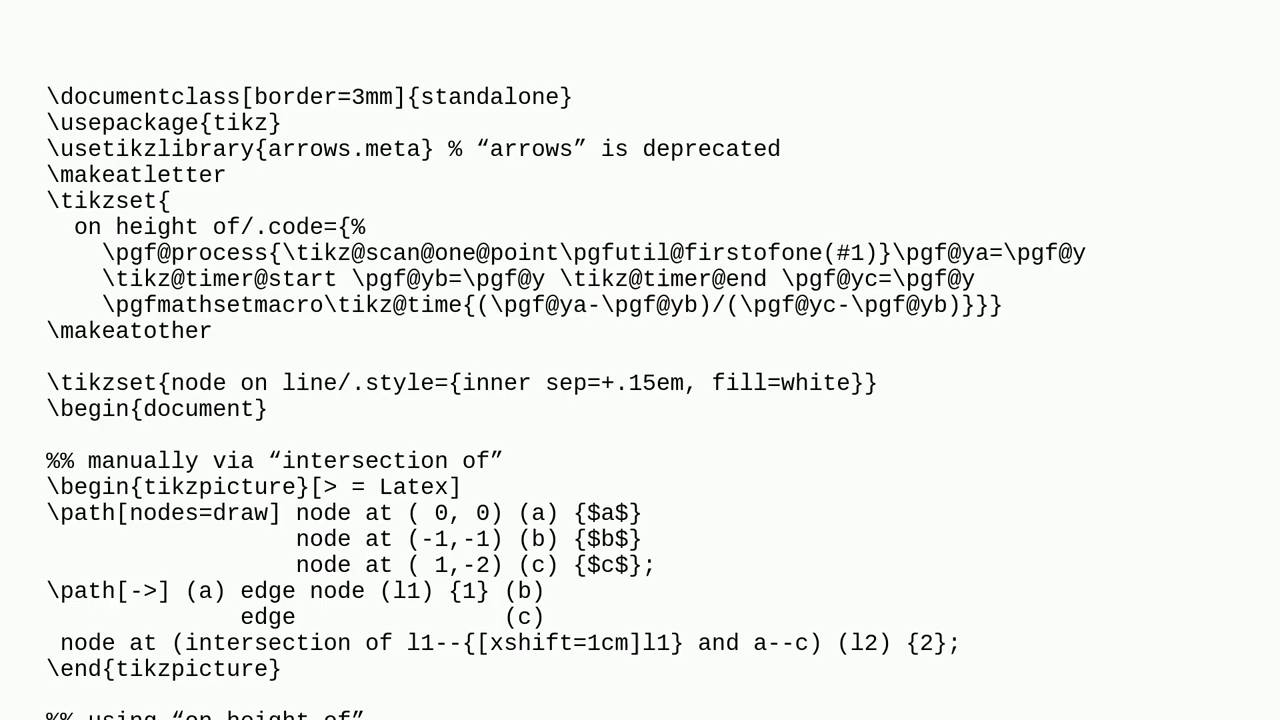 \documentclass[border=3mm]{standalone}
\usepackage{tikz}
\usetikzlibrary{arrows.meta} % “arrows” is deprecated
\makeatletter
\tikzset{
  on height of/.code={%
    \pgf@process{\tikz@scan@one@point\pgfutil@firstofone(#1)}\pgf@ya=\pgf@y
    \tikz@timer@start \pgf@yb=\pgf@y \tikz@timer@end \pgf@yc=\pgf@y
    \pgfmathsetmacro\tikz@time{(\pgf@ya-\pgf@yb)/(\pgf@yc-\pgf@yb)}}}
\makeatother

\tikzset{node on line/.style={inner sep=+.15em, fill=white}}
\begin{document}

%% manually via “intersection of”
\begin{tikzpicture}[> = Latex]
\path[nodes=draw] node at ( 0, 0) (a) {$a$}
                  node at (-1,-1) (b) {$b$}
                  node at ( 1,-2) (c) {$c$};
\path[->] (a) edge node (l1) {1} (b)
              edge               (c)
 node at (intersection of l1--{[xshift=1cm]l1} and a--c) (l2) {2};
\end{tikzpicture}

%% using “on height of”